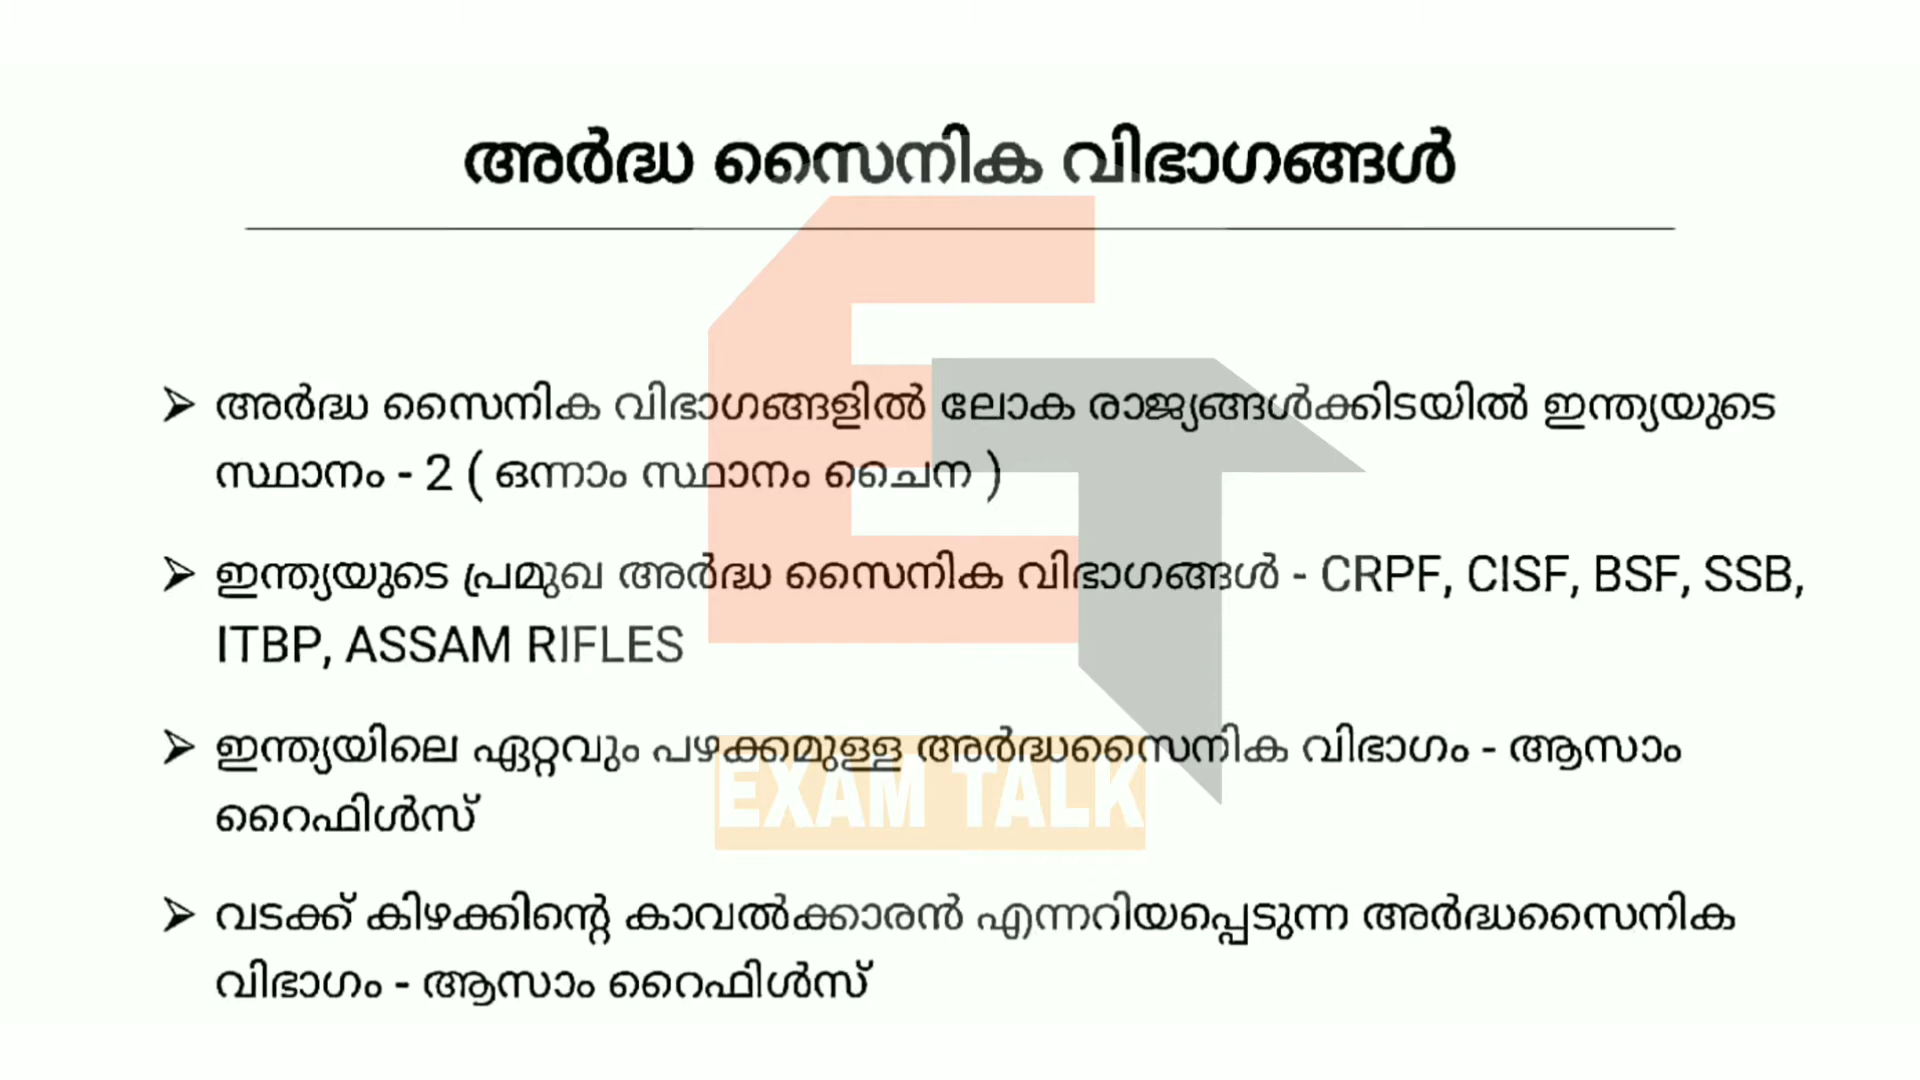 അർദ്ധ സൈനിക വിഭാഗങ്ങൾ
➢ അർദ്ധ സൈനിക വിഭാഗങ്ങളിൽ ലോക രാജ്യങ്ങൾക്കിടയിൽ ഇന്ത്യയുടെ
സ്ഥാനം - 2 ( ഒന്നാം സ്ഥാനം ചൈന )
➢ ഇന്ത്യയുടെ പ്രമുഖ അർദ്ധ സൈനിക വിഭാഗങ്ങൾ - CRPF, CISF, BSF, SSB,
ITBP, ASSAM RIFLES
➢ ഇന്ത്യയിലെ ഏറ്റവും പഴക്കമുള്ള അർദ്ധസൈനിക വിഭാഗം - ആസാം
റൈഫിൾസ്
EXAM TALK
➢ വടക്ക് കിഴക്കിന്റെ കാവൽക്കാരൻ എന്നറിയപ്പെടുന്ന അർദ്ധസൈനിക
വിഭാഗം - ആസാം റൈഫിൾസ്